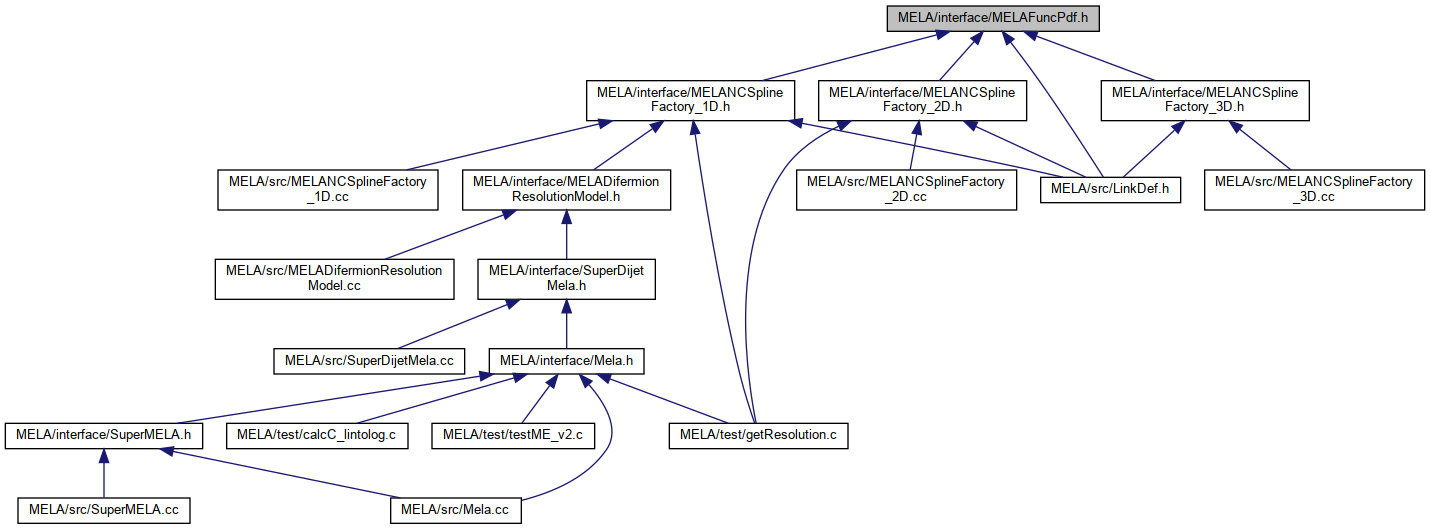 MELA/interface/MELAFuncPdf.h
MELA/interface/MELANCSpline
Factory_1D.h
MELA/interface/MELANCSpline
Factory_2D.h
MELA/interface/MELANCSpline
Factory_3D.h
MELA/src/MELANCSplineFactory
_1D.cc
MELA/interface/MELADifermion
ResolutionModel.h
MELA/src/MELANCSplineFactory
_2D.cc
MELA/src/LinkDef.h
MELA/src/MELANCSplineFactory
_3D.cc
MELA/src/MELADifermionResolution
Model.cc
MELA/interface/SuperDijet
Mela.h
MELA/src/SuperDijetMela.cc
MELA/interface/Mela.h
MELA/interface/SuperMELA.h
MELA/test/calcC_lintolog.c
MELA/test/testME_v2.c
MELA/test/getResolution.c
MELA/src/SuperMELA.cc
MELA/src/Mela.cc